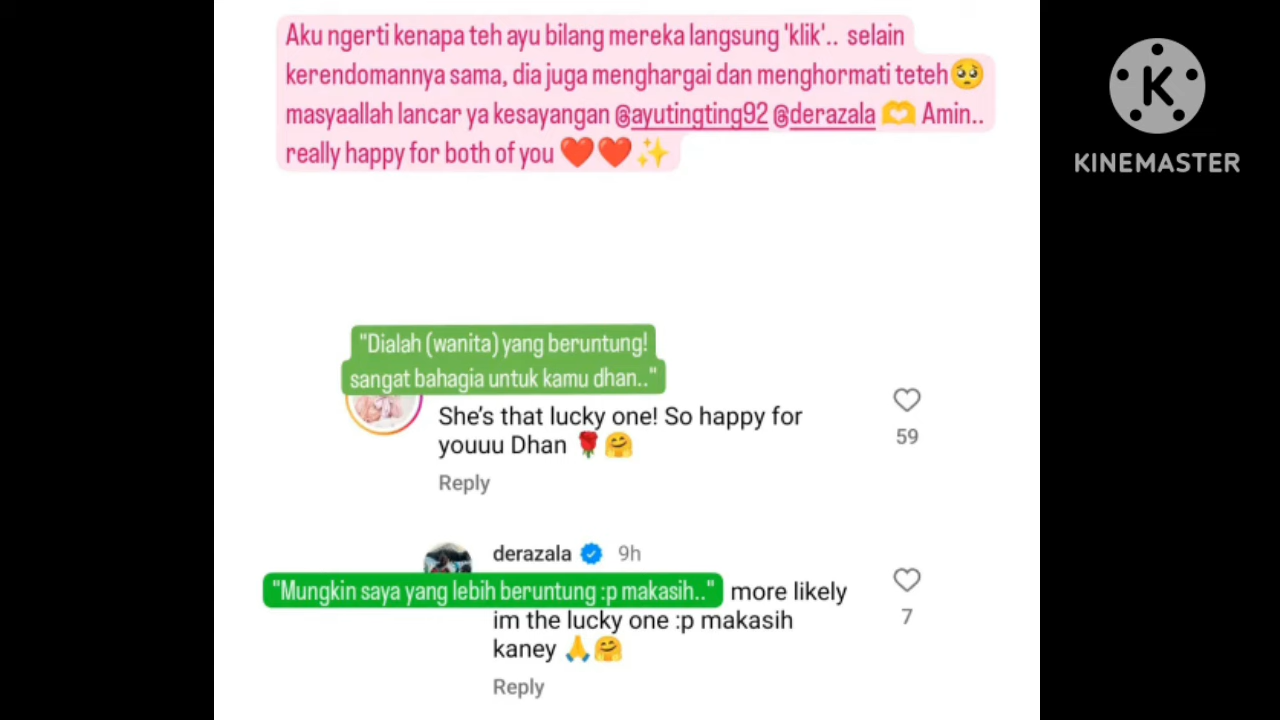 Aku ngerti kenapa teh ayu bilang mereka langsung 'klik'.. selain
kerendomannya sama, dia juga menghargai dan menghormati teteh🥺
masyaallah lancar ya kesayangan @ayutingting92 @derazala 🫶 Amin..
really happy for both of you ❤️❤️✨
KINEMASTER
"Dialah (wanita) yang beruntung!
sangat bahagia untuk kamu dhan.."
She's that lucky one! So happy for
youuu Dhan 🌹🤗
59
Reply
derazala 9h
"Mungkin saya yang lebih beruntung :p makasih.." more likely
im the lucky one :p makasih
7
kaney 🙏🤗
Reply